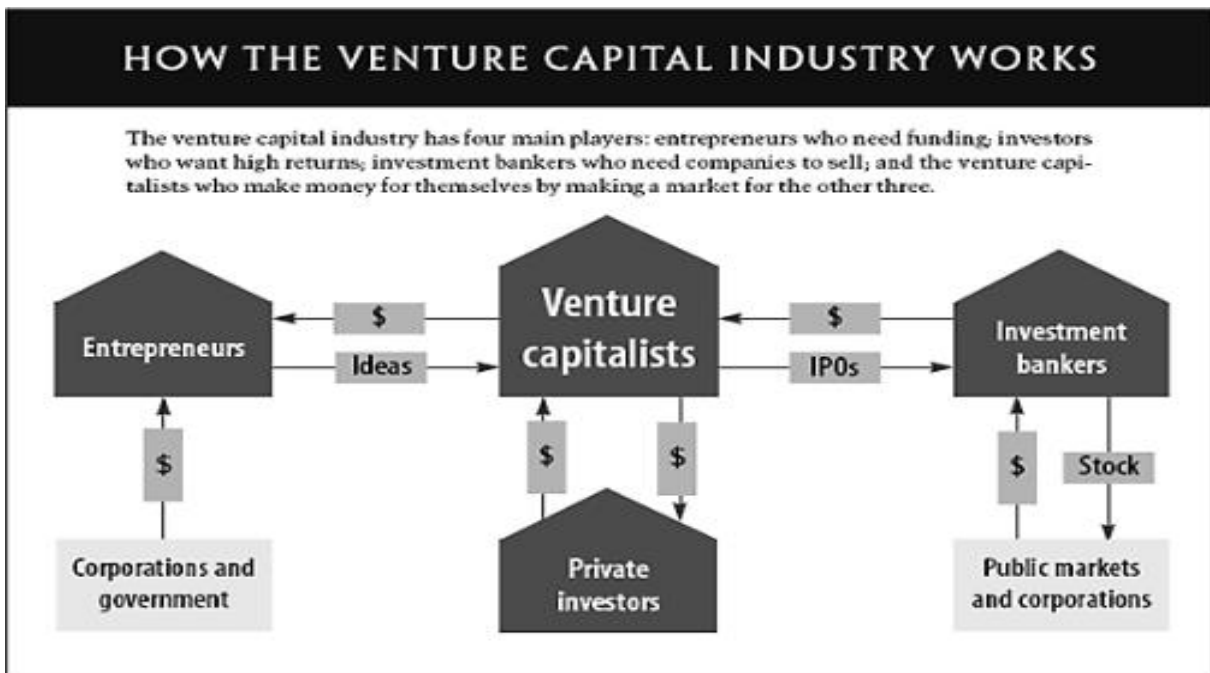 HOW THE VENTURE CAPITAL INDUSTRY WORKS
The venture capital industry has four main players: entrepreneurs who need funding; investors
who want high returns; investment bankers who need companies to sell; and the venture capi-
talists who make money for themselves by making a market for the other three.
Entrepreneurs
$
Ideas
Venture
capitalists
$
IPOs
Investment
bankers
$
$
$
$
Stock
Corporations and
government
Private
investors
Public markets
and corporations